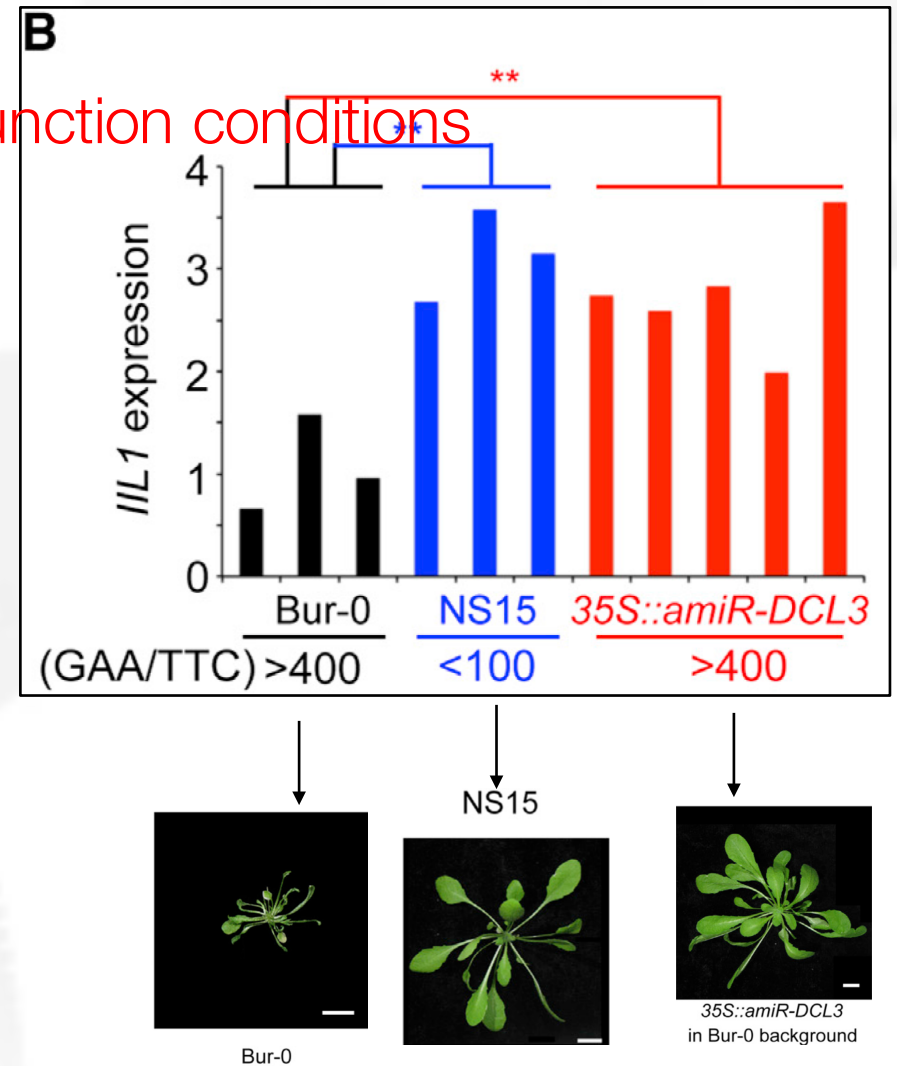 B
**
unction conditions
**
4
3
2
1
0
IIL1 expression
Bur-0 NS15 35S::amiR-DCL3
(GAA/TTC) >400 <100 >400
NS15
35S::amiR-DCL3
in Bur-0 background
Bur-0